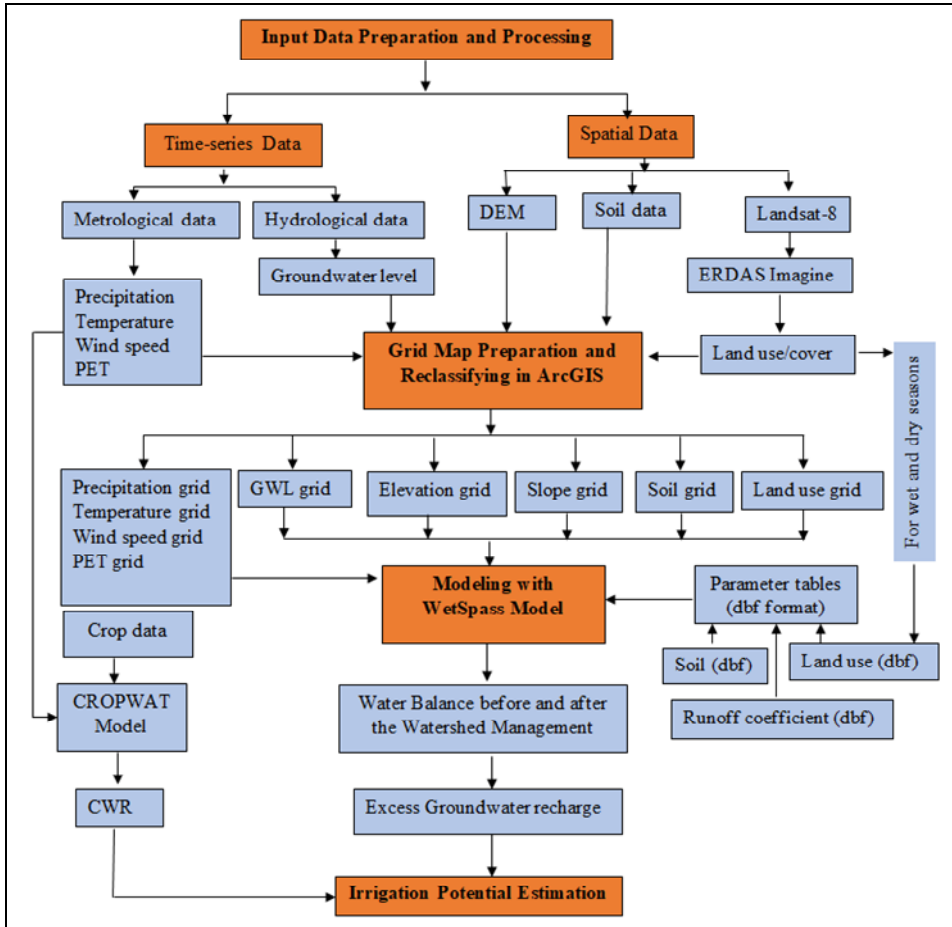 Input Data Preparation and Processing
Time-series Data
Spatial Data
Metrological data
Hydrological data
DEM
Soil data
Landsat-8
Groundwater level
ERDAS Imagine
Precipitation
Temperature
Wind speed
PET
Grid Map Preparation and
Reclassifying in ArcGIS
Land use/cover
For wet and dry seasons
Precipitation grid
Temperature grid
Wind speed grid
PET grid
GWL grid
Elevation grid
Slope grid
Soil grid
Land use grid
Modeling with
WetSpass Model
Parameter tables
(dbf format)
Crop data
Soil (dbf)
Land use (dbf)
CROPWAT
Model
Water Balance before and after
the Watershed Management
Runoff coefficient (dbf)
CWR
Excess Groundwater recharge
Irrigation Potential Estimation